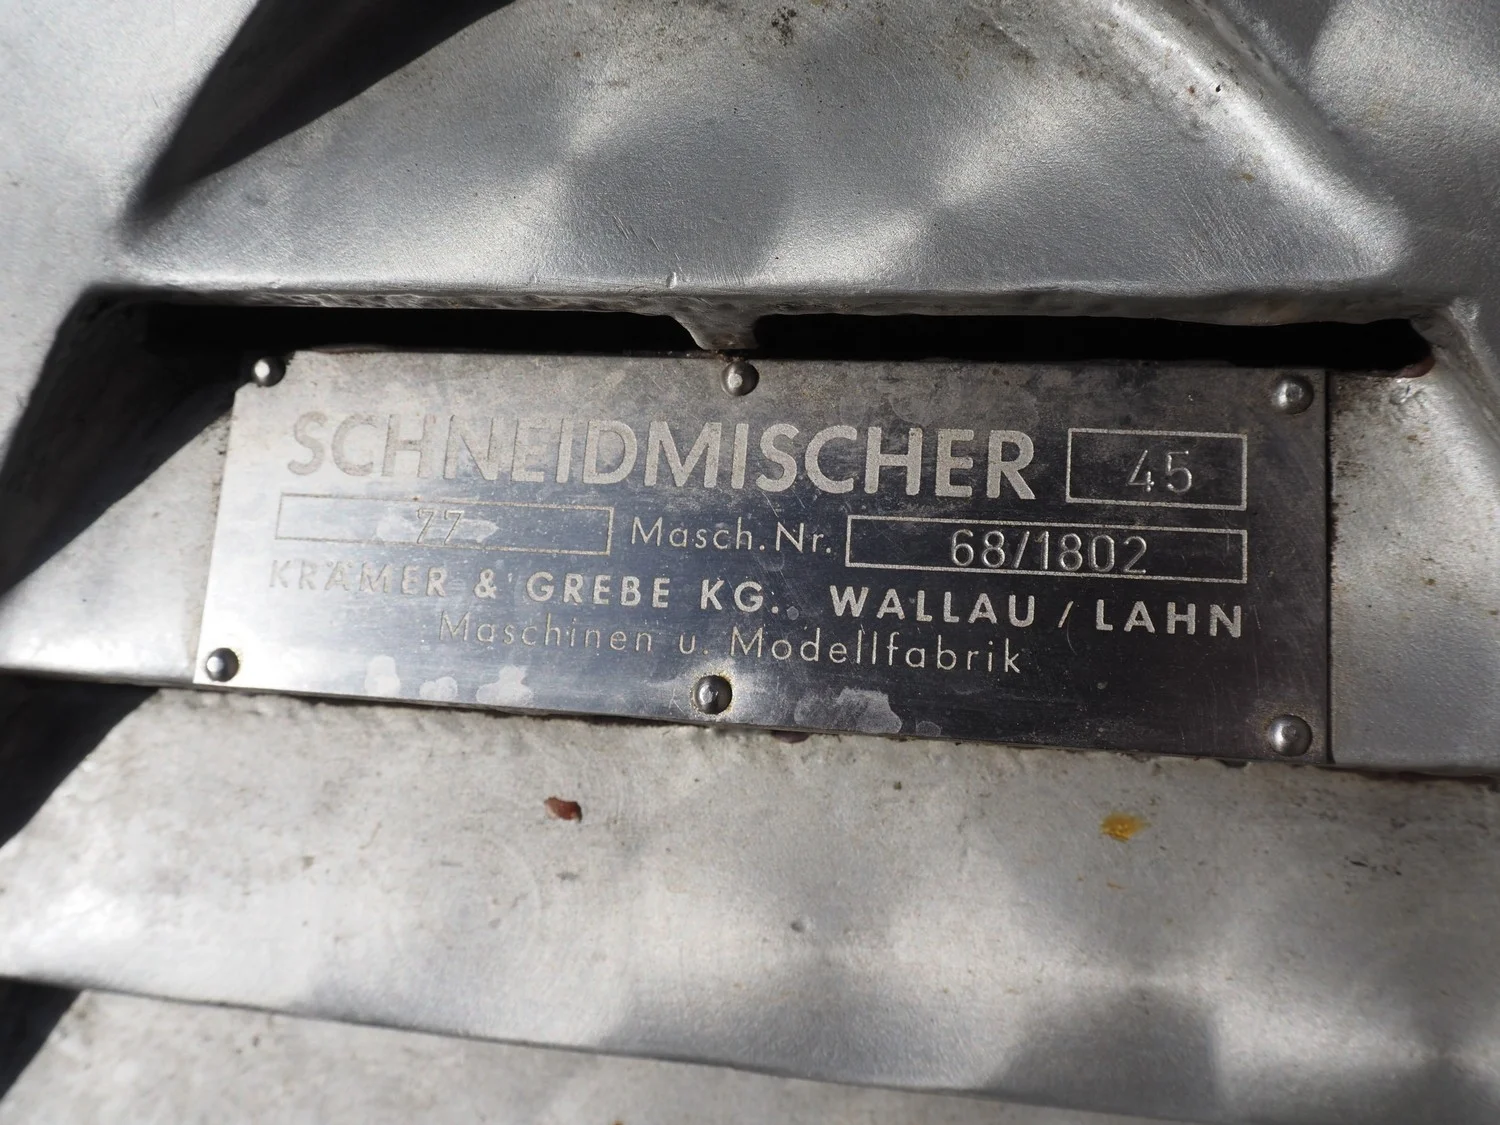 SCHNEIDMISCHER 45
77 Masch.Nr. 68/1802
KRÄMER & GREBE KG. WALLAU / LAHN
Maschinen u. Modellfabrik